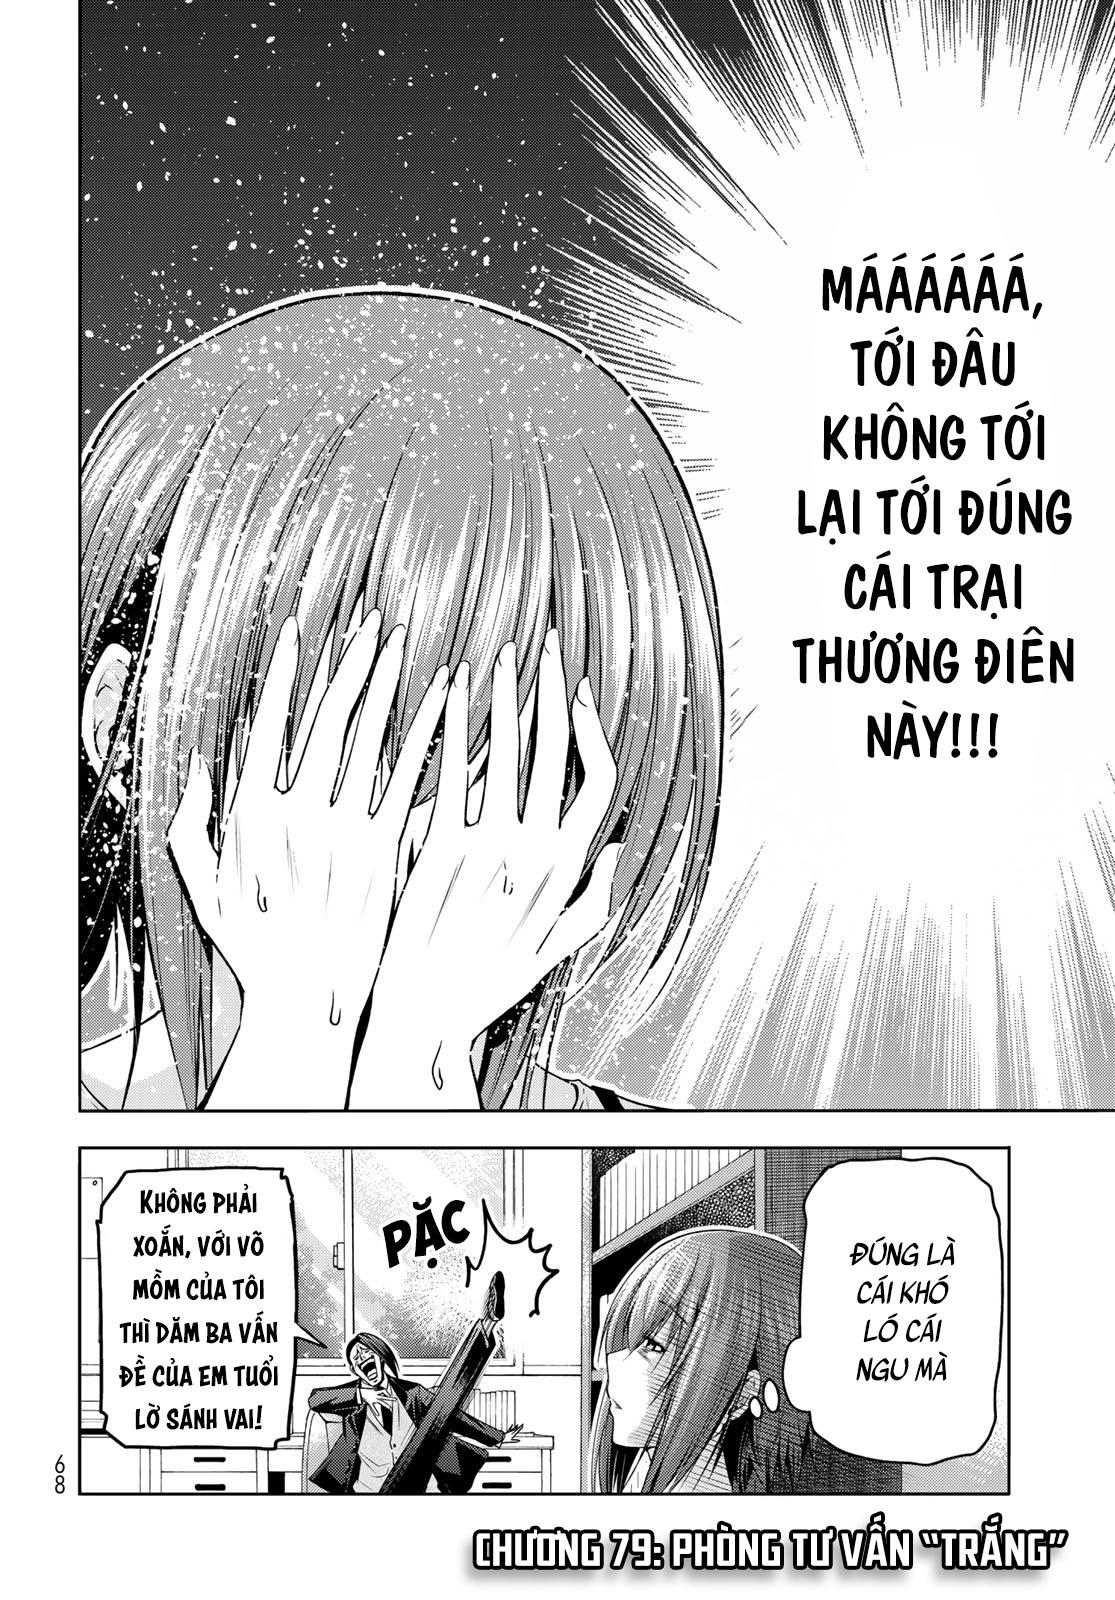 MÁÁÁÁÁÁ,
TỚI ĐÂU
KHÔNG TỚI
LẠI TỚI ĐÚNG
CÁI TRẠI
THƯƠNG ĐIÊN
NÀY!!!
KHÔNG PHẢI
XOẮN, VỚI VÕ
MỒM CỦA TÔI
THÌ DĂM BA VẤN
ĐỀ CỦA EM TUỔI
LỜ SÁNH VAI!
PẶC
ĐÚNG LÀ
CÁI KHÓ
LÓ CÁI
NGU MÀ
68
CHƯƠNG 79: PHÒNG TƯ VẤN “TRẮNG”